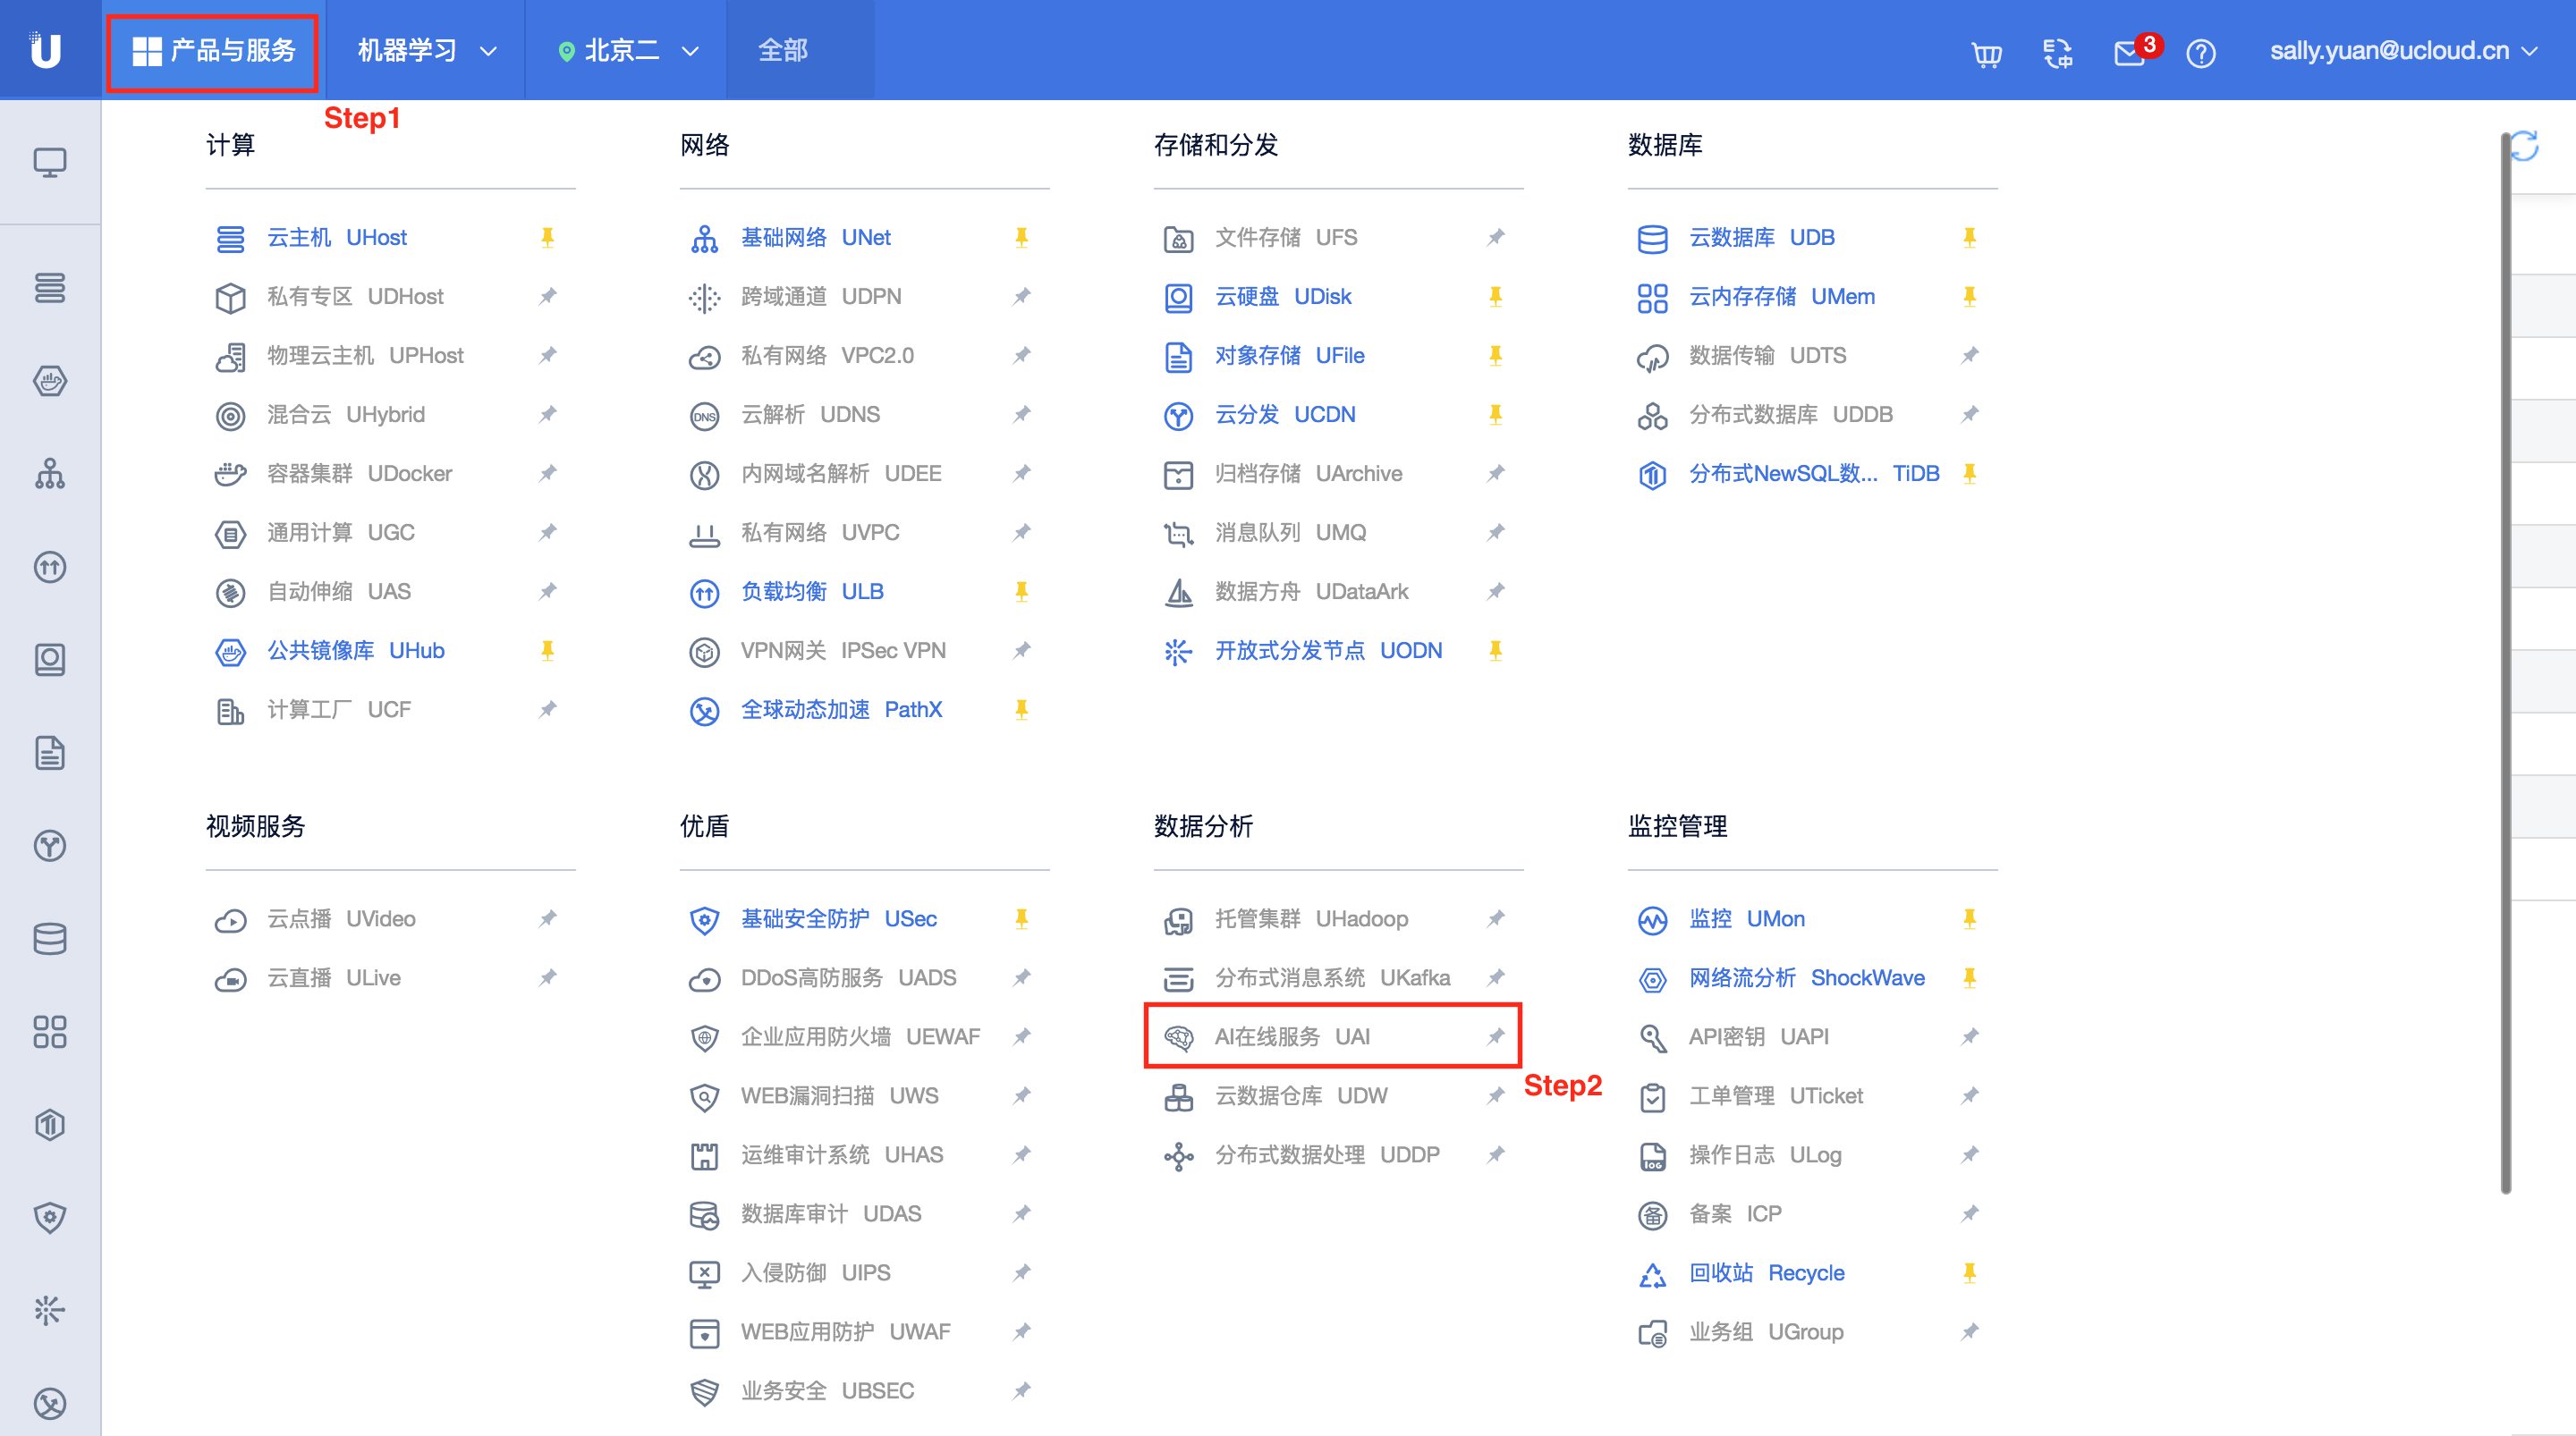 产品与服务
机器学习
北京二
全部
3
sally.yuan@ucloud.cn
Step1
计算
云主机 UHost
私有专区 UDHost
物理云主机 UPHost
混合云 UHybrid
容器集群 UDocker
通用计算 UGC
自动伸缩 UAS
公共镜像库 UHub
计算工厂 UCF
网络
基础网络 UNet
跨域通道 UDPN
私有网络 VPC2.0
DNS
云解析 UDNS
内网域名解析 UDEE
私有网络 UVPC
负载均衡 ULB
VPN网关 IPSec VPN
全球动态加速 PathX
存储和分发
文件存储 UFS
云硬盘 UDisk
对象存储 UFile
云分发 UCDN
归档存储 UArchive
消息队列 UMQ
数据方舟 UDataArk
开放式分发节点 UODN
数据库
云数据库 UDB
云内存存储 UMem
数据传输 UDTS
分布式数据库 UDDB
分布式NewSQL数... TiDB
视频服务
云点播 UVideo
云直播 ULive
优盾
基础安全防护 USec
DDoS高防服务 UADS
企业应用防火墙 UEWAF
WEB漏洞扫描 UWS
运维审计系统 UHAS
数据库审计 UDAS
入侵防御 UIPS
WEB应用防护 UWAF
业务安全 UBSEC
数据分析
托管集群 UHadoop
分布式消息系统 UKafka
AI在线服务 UAI
Step2
云数据仓库 UDW
分布式数据处理 UDDP
监控管理
监控 UMon
网络流分析 ShockWave
API密钥 UAPI
工单管理 UTicket
LOG
操作日志 ULog
备
备案 ICP
回收站 Recycle
业务组 UGroup